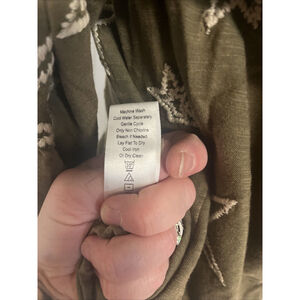 Machine Wash
Cold Water Separately
Gentle Cycle
Only Non Chlorine
Bleach If Needed
Lay Flat To Dry
Cool Iron
Or Dry Clean